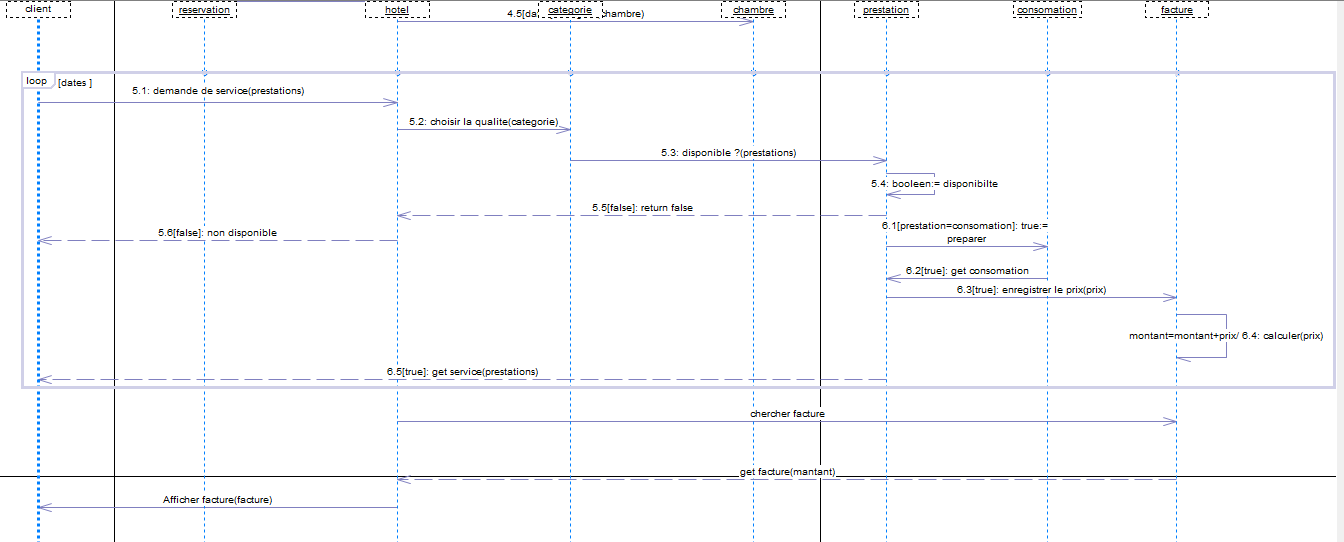 client
reservation
hotel
categorie
chambre
prestation
consomation
facture
4.5[da chambre)
loop
[dates ]
5.1: demande de service(prestations)
5.2: choisir la qualite(categorie)
5.3: disponible ?(prestations)
5.4: booleen:= disponibilte
5.5[false]: return false
5.6[false]: non disponible
6.1[prestation=consomation]: true:=
preparer
6.2[true]: get consomation
6.3[true]: enregistrer le prix(prix)
montant=montant+prix/ 6.4: calculer(prix)
6.5[true]: get service(prestations)
chercher facture
get facture(mantant)
Afficher facture(facture)